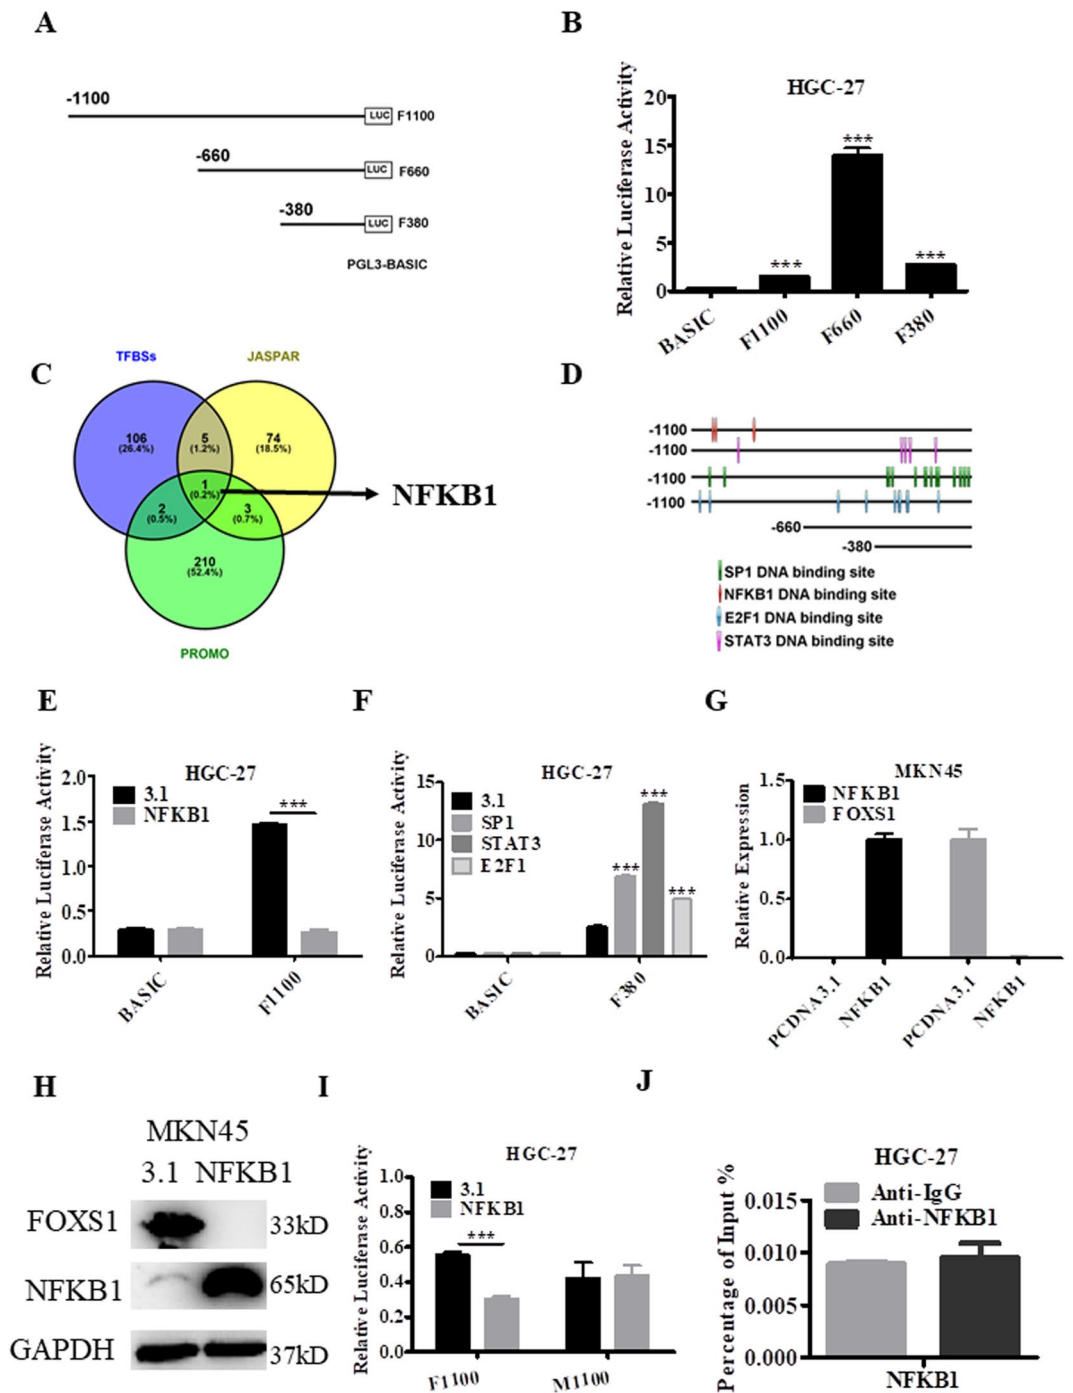 A
-1100
LUC F1100
-660
LUC F660
-380
LUC F380
PGL3-BASIC
B
HGC-27
Relative Luciferase Activity
20
15
10
5
0
***
***
***
BASIC
F1100
F660
F380
C
TFBSs
JASPAR
106
(26.4%)
5
(1.2%)
74
(18.5%)
1
(0.2%)
2
(0.5%)
3
(0.7%)
210
(52.4%)
PROMO
NFKB1
D
-1100
-1100
-1100
-1100
-660
-380
SP1 DNA binding site
NFKB1 DNA binding site
E2F1 DNA binding site
STAT3 DNA binding site
E
HGC-27
Relative Luciferase Activity
2.0
1.5
1.0
0.5
0.0
3.1
NFKB1
***
BASIC
F1100
F
HGC-27
Relative Luciferase Activity
15
10
5
0
3.1
SP1
STAT3
E2F1
***
***
***
BASIC
F380
G
MKN45
Relative Expression
1.5
1.0
0.5
0.0
NFKB1
FOXS1
PCDNA3.1
NFKB1
PCDNA3.1
NFKB1
H
MKN45
3.1 NFKB1
FOXS1 33kD
NFKB1 65kD
GAPDH 37kD
I
HGC-27
Relative Luciferase Activity
1.0
0.8
0.6
0.4
0.2
0.0
3.1
NFKB1
***
F1100
M1100
J
HGC-27
Percentage of Input %
0.015
0.010
0.005
0.000
Anti-IgG
Anti-NFKB1
NFKB1